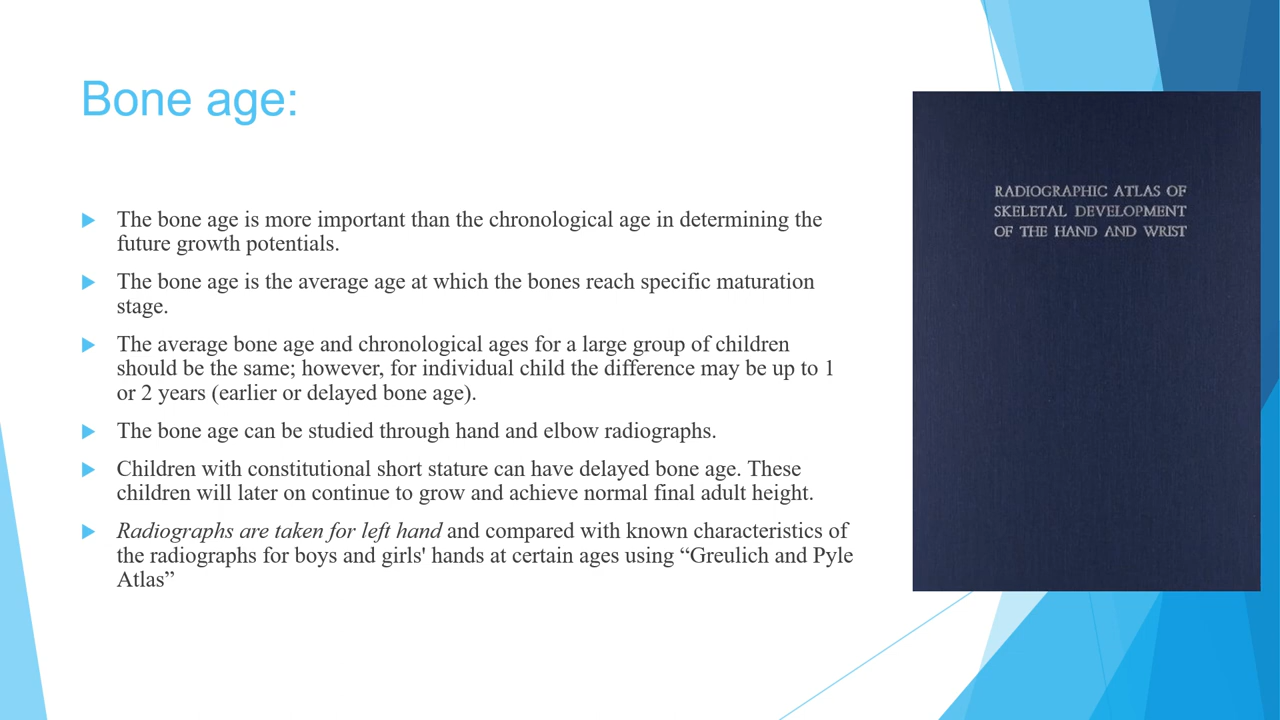 Bone age:
The bone age is more important than the chronological age in determining the
future growth potentials.
The bone age is the average age at which the bones reach specific maturation
stage.
The average bone age and chronological ages for a large group of children
should be the same; however, for individual child the difference may be up to 1
or 2 years (earlier or delayed bone age).
The bone age can be studied through hand and elbow radiographs.
Children with constitutional short stature can have delayed bone age. These
children will later on continue to grow and achieve normal final adult height.
Radiographs are taken for left hand and compared with known characteristics of
the radiographs for boys and girls' hands at certain ages using “Greulich and Pyle
Atlas”
RADIOGRAPHIC ATLAS OF
SKELETAL DEVELOPMENT
OF THE HAND AND WRIST